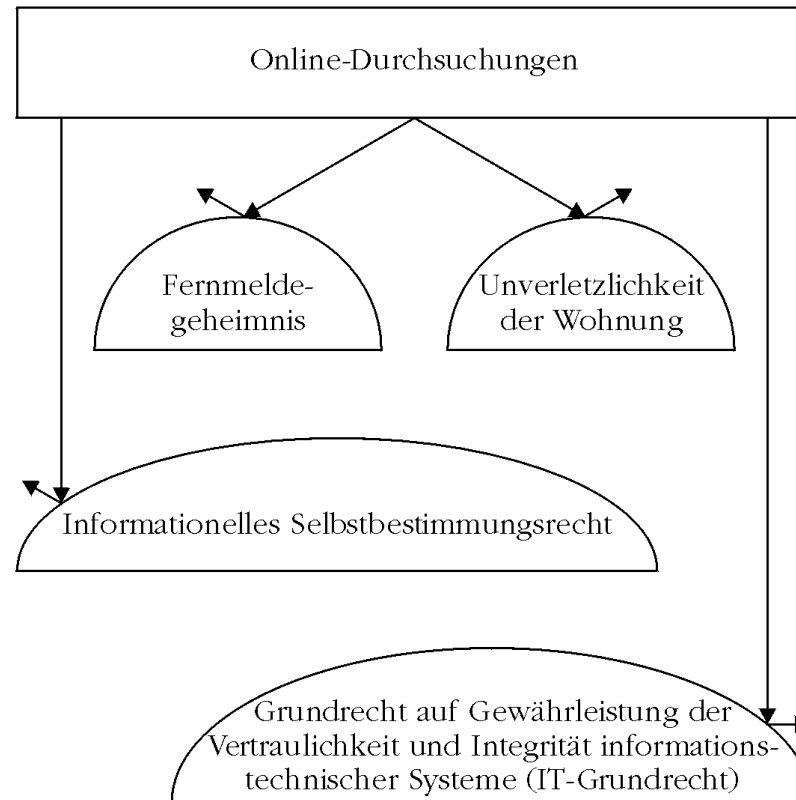 Online-Durchsuchungen
Fernmelde-
geheimnis
Unverletzlichkeit
der Wohnung
Informationelles Selbstbestimmungsrecht
Grundrecht auf Gewährleistung der
Vertraulichkeit und Integrität informations-
technischer Systeme (IT-Grundrecht)